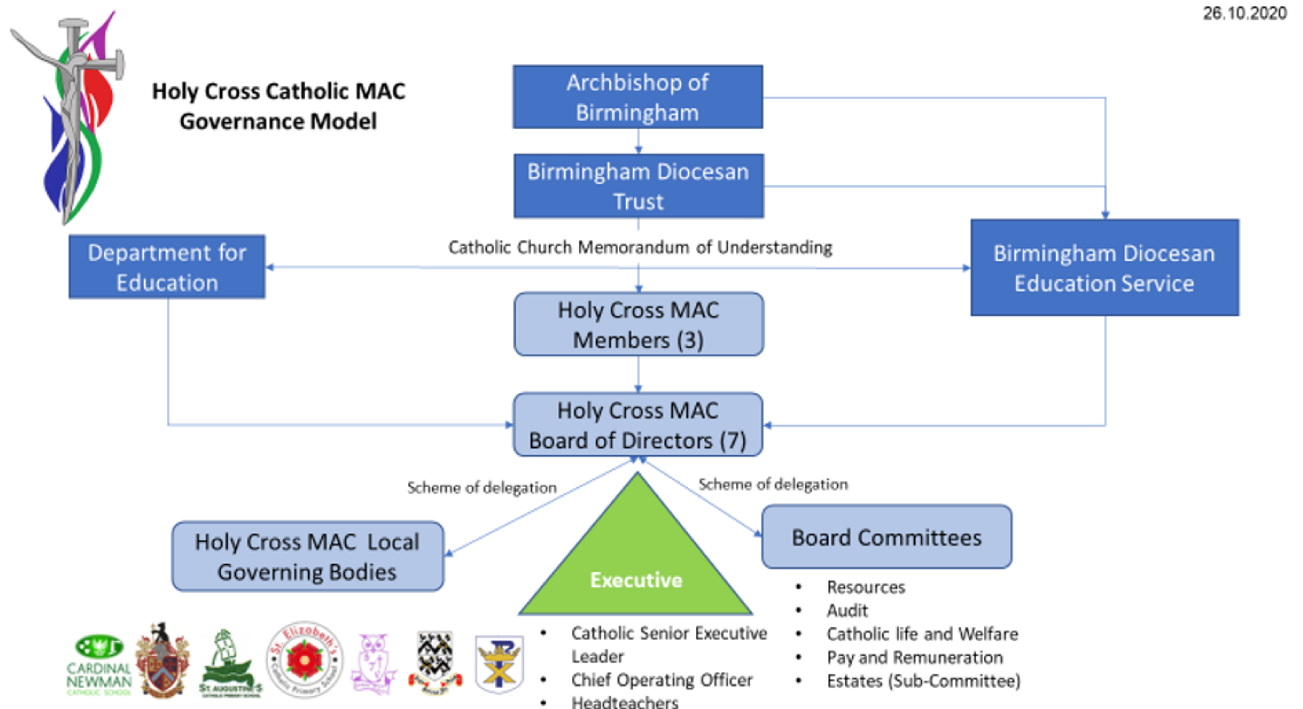 26.10.2020
Holy Cross Catholic MAC
Governance Model
Archbishop of
Birmingham
Birmingham Diocesan
Trust
Catholic Church Memorandum of Understanding
Department for
Education
Birmingham Diocesan
Education Service
Holy Cross MAC
Members (3)
Holy Cross MAC
Board of Directors (7)
Scheme of delegation
Scheme of delegation
Holy Cross MAC Local
Governing Bodies
Executive
Board Committees
• Resources
• Audit
• Catholic life and Welfare
• Pay and Remuneration
• Estates (Sub-Committee)
• Catholic Senior Executive
Leader
• Chief Operating Officer
• Headteachers
CARDINAL
NEWMAN
CATHOLIC SCHOOL
ST AUGUSTINE'S
CATHOLIC PRIMARY SCHOOL
St. Elizabeth's
Catholic Primary School